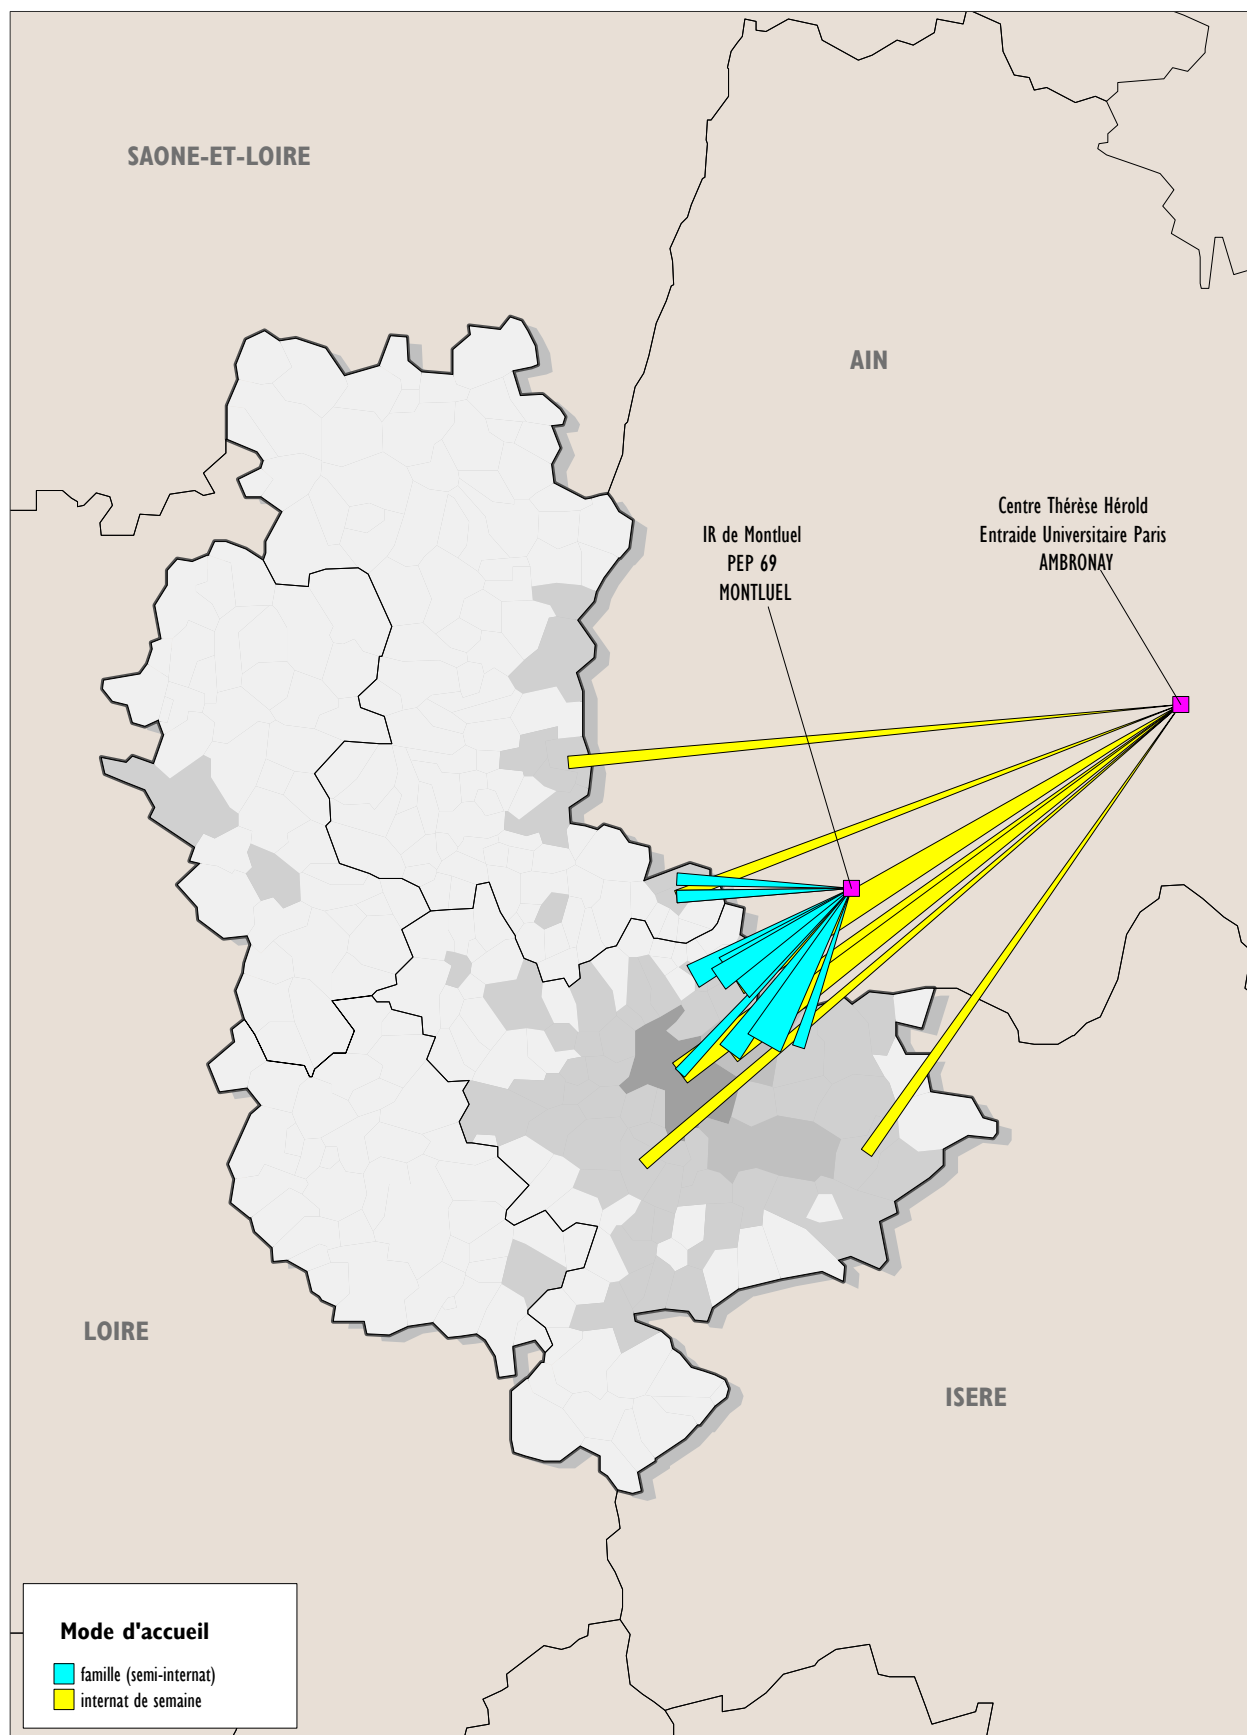 SAONE-ET-LOIRE
AIN
Centre Thérèse Hérold
Entraide Universitaire Paris
AMBRONAY
IR de Montluel
PEP 69
MONTLUEL
LOIRE
ISERE
Mode d'accueil
famille (semi-internat)
internat de semaine